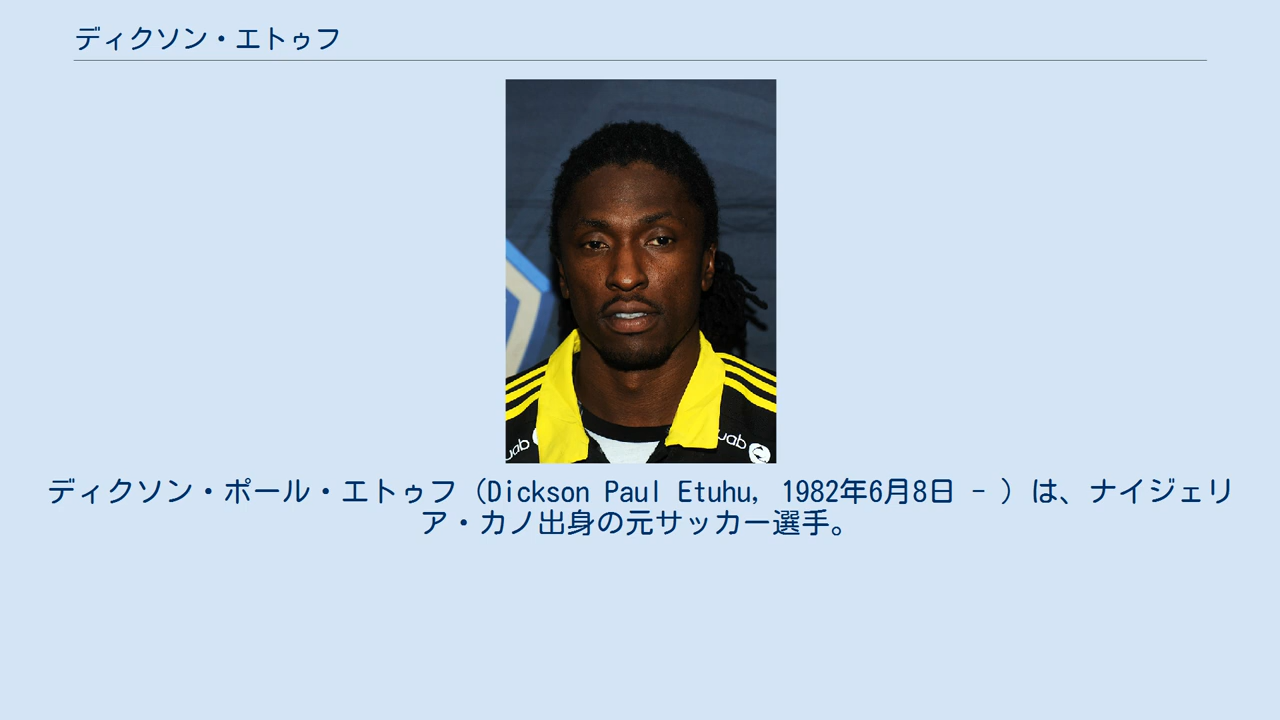 ディクソン・エトゥフ
uab
uab
ディクソン・ポール・エトゥフ（Dickson Paul Etuhu, 1982年6月8日 - ）は、ナイジェリ
ア・カノ出身の元サッカー選手。